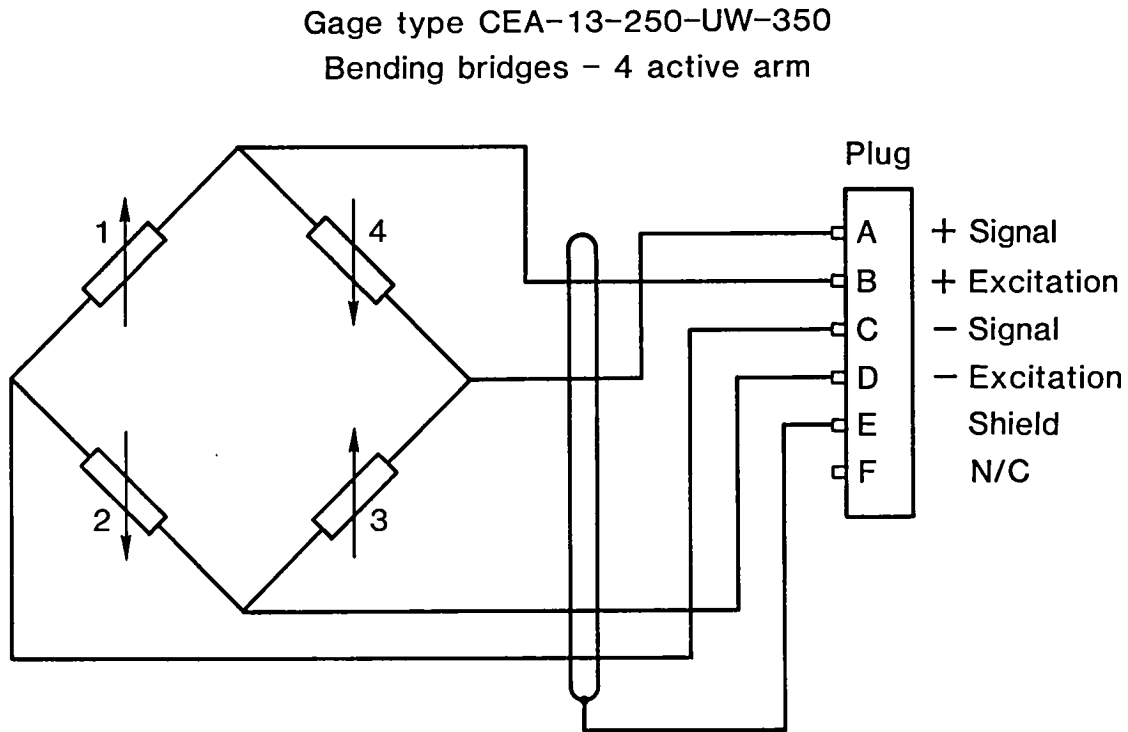 Gage type CEA-13-250-UW-350
Bending bridges - 4 active arm
Plug
1
4
2
3
A + Signal
B + Excitation
C - Signal
D - Excitation
E Shield
F N/C